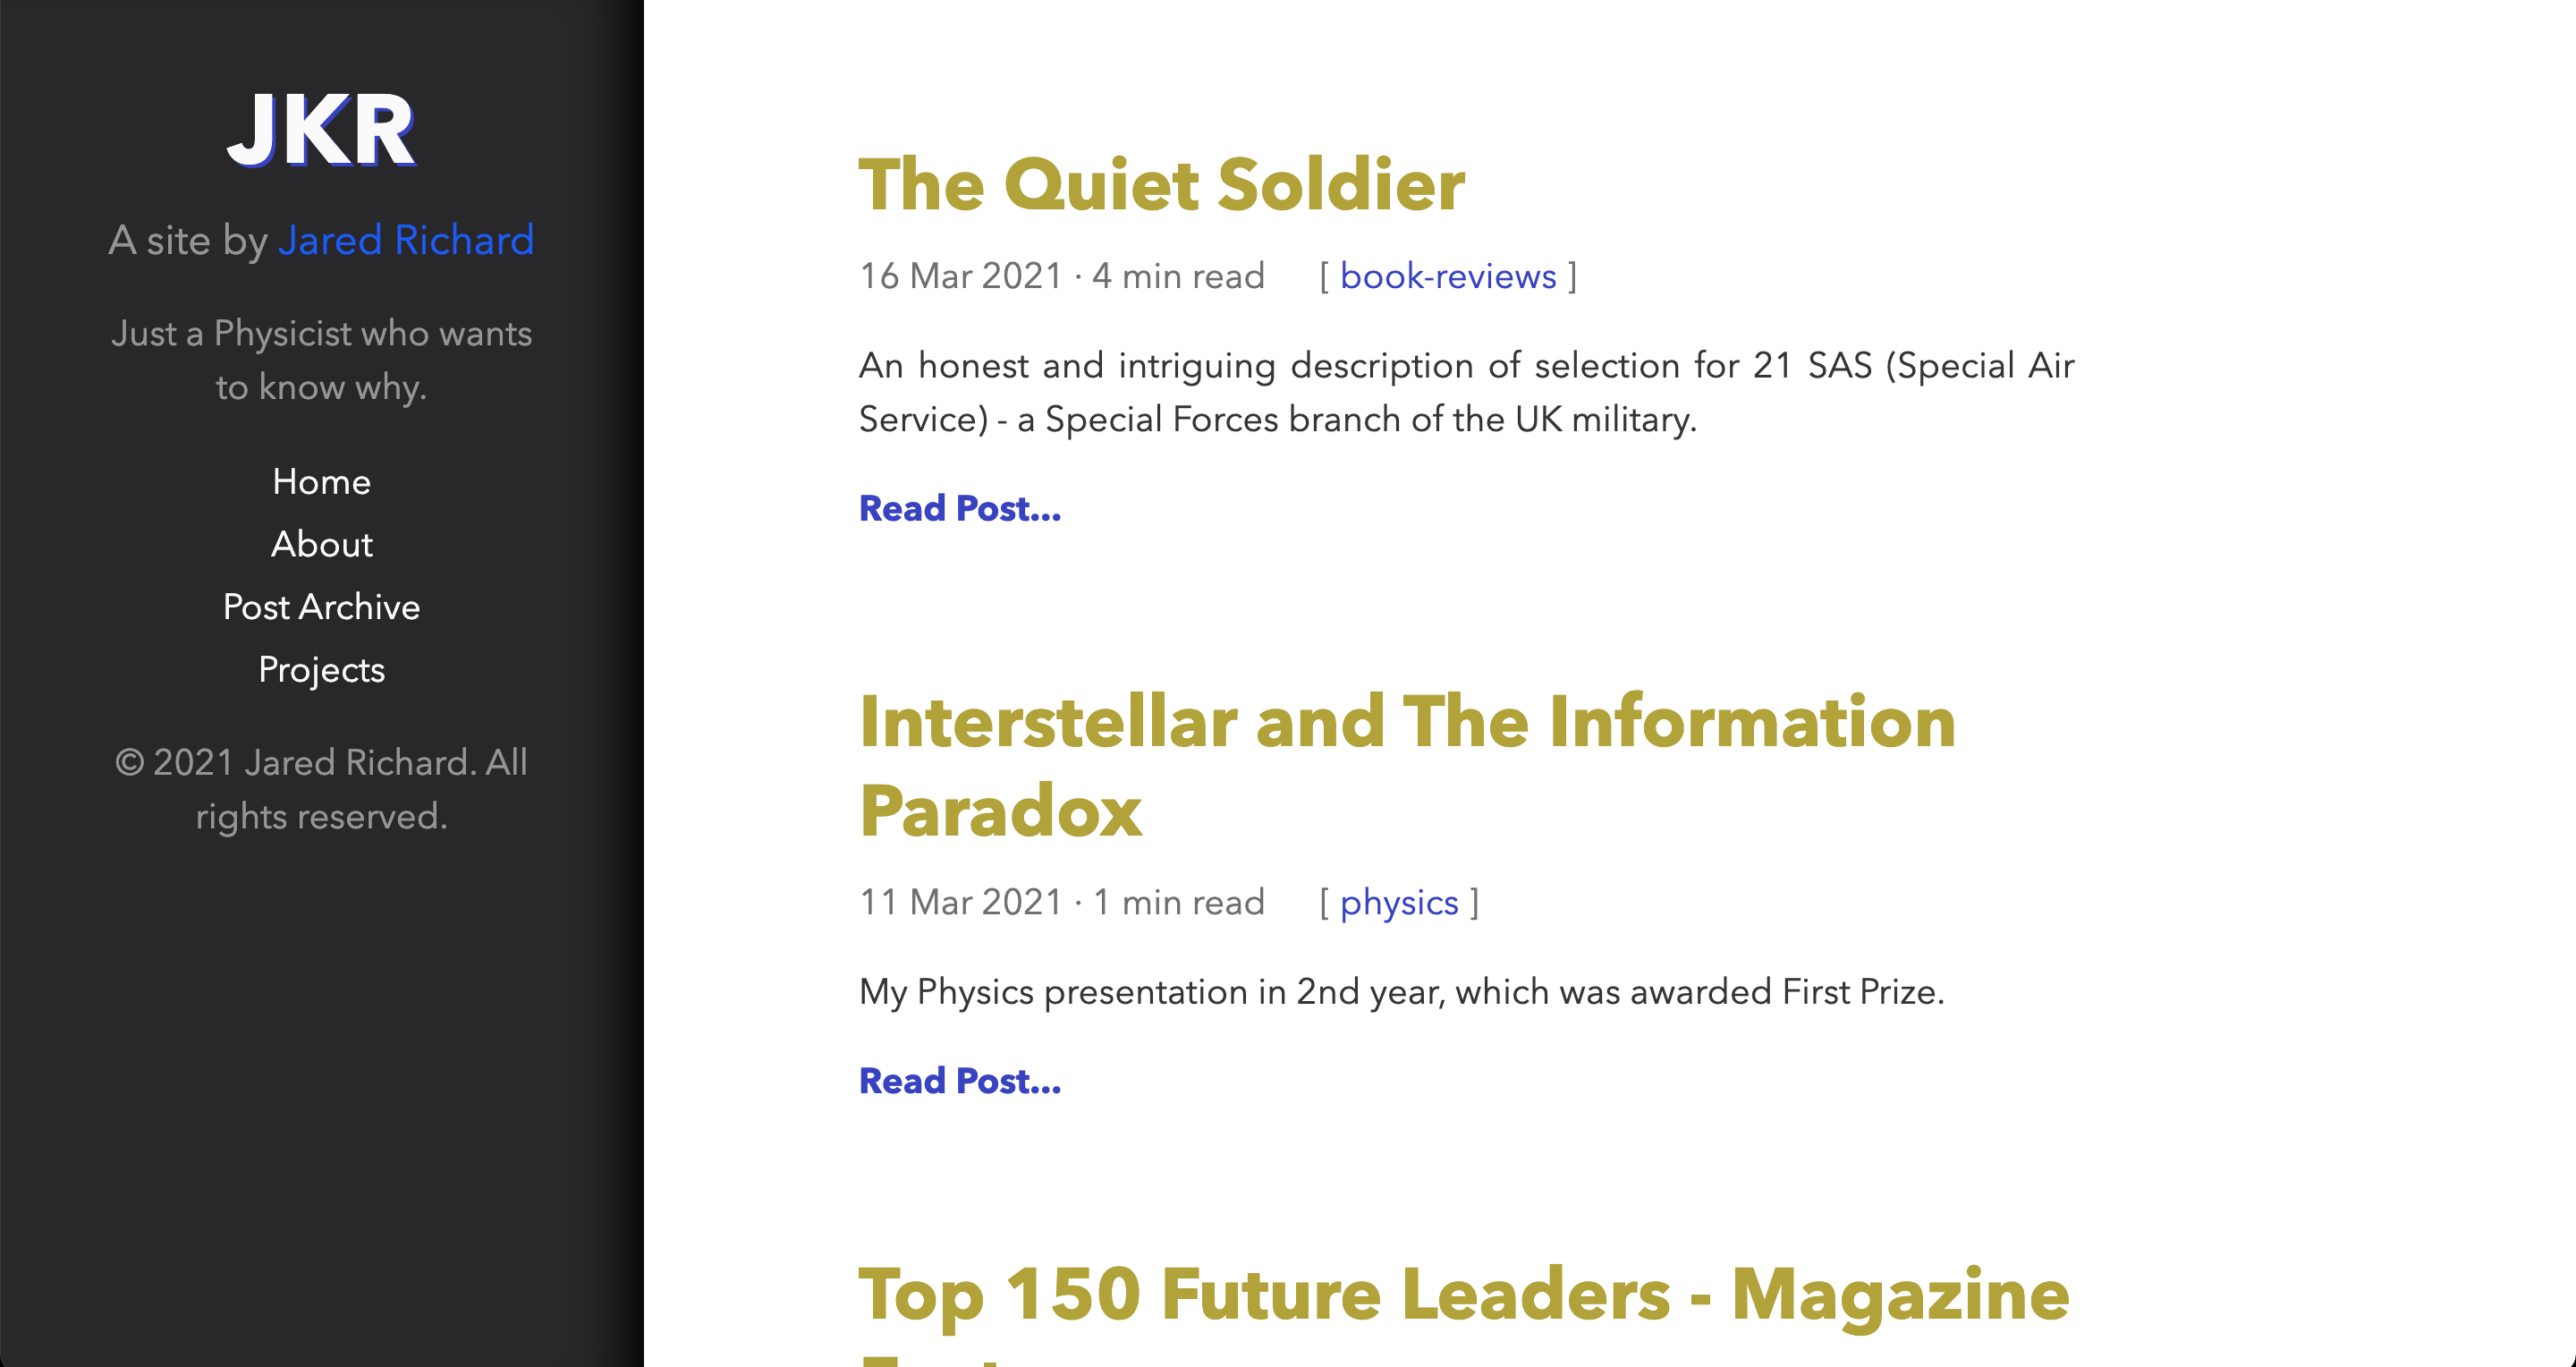 JKR
A site by Jared Richard
Just a Physicist who wants
to know why.
Home
About
Post Archive
Projects
© 2021 Jared Richard. All
rights reserved.
The Quiet Soldier
16 Mar 2021 · 4 min read [ book-reviews ]
An honest and intriguing description of selection for 21 SAS (Special Air
Service) - a Special Forces branch of the UK military.
Read Post...
Interstellar and The Information
Paradox
11 Mar 2021 · 1 min read [ physics ]
My Physics presentation in 2nd year, which was awarded First Prize.
Read Post...
Top 150 Future Leaders - Magazine